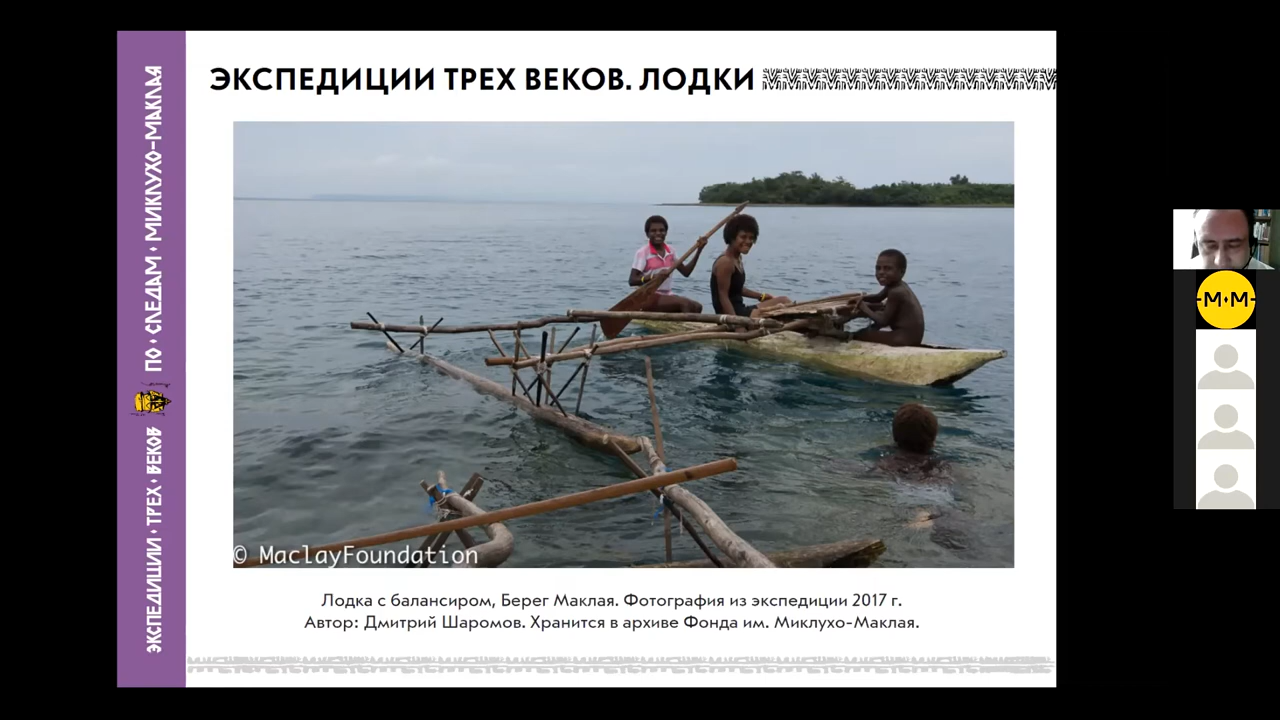 ЭКСПЕДИЦИИ ТРЕХ ВЕКОВ. ЛОДКИ
ЭКСПЕДИЦИИ • ТРЕХ • ВЕКОВ
ПО • СЛЕДАМ • МИКЛУХО-МАКЛАЯ
© MaclayFoundation
Лодка с балансиром, Берег Маклая. Фотография из экспедиции 2017 г.
Автор: Дмитрий Шаромов. Хранится в архиве Фонда им. Миклухо-Маклая.
-М•М-